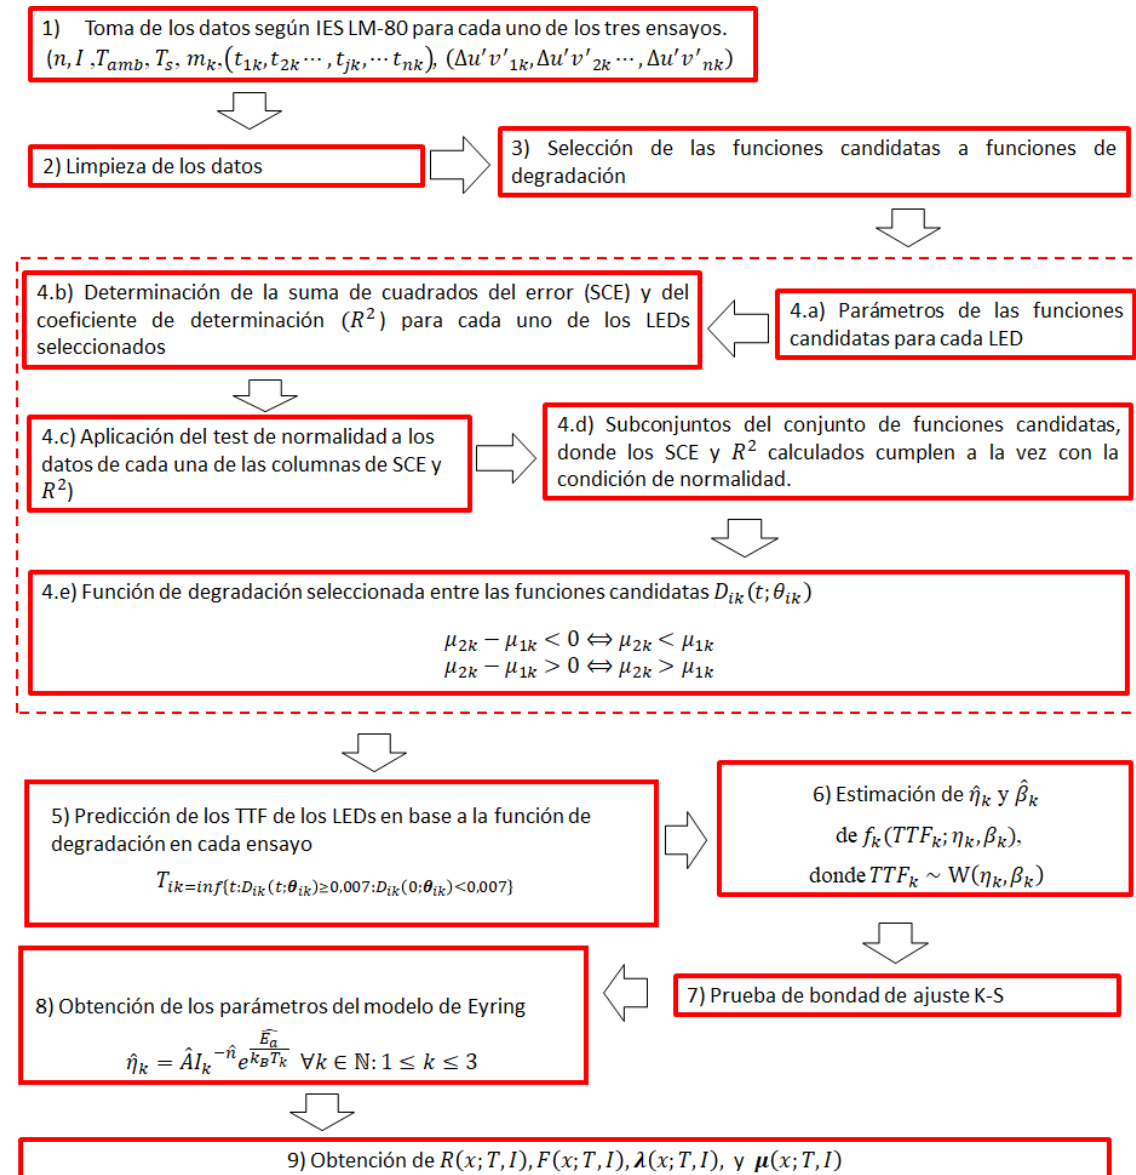 1) Toma de los datos según IES LM-80 para cada uno de los tres ensayos.
(n, I ,T_amb, T_s, m_k,(t_1k, t_2k ⋯ , t_jk, ⋯ t_nk), (Δu′v′_1k, Δu′v′_2k ⋯ , Δu′v′_nk)
2) Limpieza de los datos
3) Selección de las funciones candidatas a funciones de
degradación
4.a) Parámetros de las funciones
candidatas para cada LED
4.b) Determinación de la suma de cuadrados del error (SCE) y del
coeficiente de determinación (R²) para cada uno de los LEDs
seleccionados
4.c) Aplicación del test de normalidad a los
datos de cada una de las columnas de SCE y
R²)
4.d) Subconjuntos del conjunto de funciones candidatas,
donde los SCE y R² calculados cumplen a la vez con la
condición de normalidad.
4.e) Función de degradación seleccionada entre las funciones candidatas D_ik(t; θ_ik)
μ_2k − μ_1k < 0 ⇔ μ_2k < μ_1k
μ_2k − μ_1k > 0 ⇔ μ_2k > μ_1k
5) Predicción de los TTF de los LEDs en base a la función de
degradación en cada ensayo
T_ik=inf{t:D_ik(t;θ_ik)≥0,007:D_ik(0;θ_ik)<0,007}
6) Estimación de η̂_k y β̂_k
de f_k(TTF_k; η_k, β_k),
donde TTF_k ∼ W(η_k, β_k)
7) Prueba de bondad de ajuste K-S
8) Obtención de los parámetros del modelo de Eyring
η̂_k = Â I_k^(−n̂) e^(Ê_a/(k_B T_k)) ∀k ∈ ℕ: 1 ≤ k ≤ 3
9) Obtención de R(x; T, I), F(x; T, I), λ(x; T, I), y μ(x; T, I)